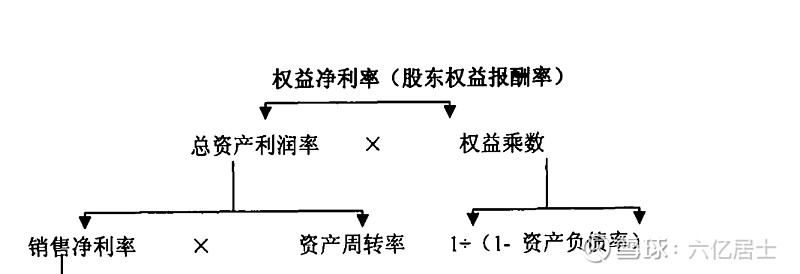 权益净利率（股东权益报酬率）
总资产利润率 × 权益乘数
销售净利率 × 资产周转率 1÷（1- 资产负债率）
雪球：六亿居士